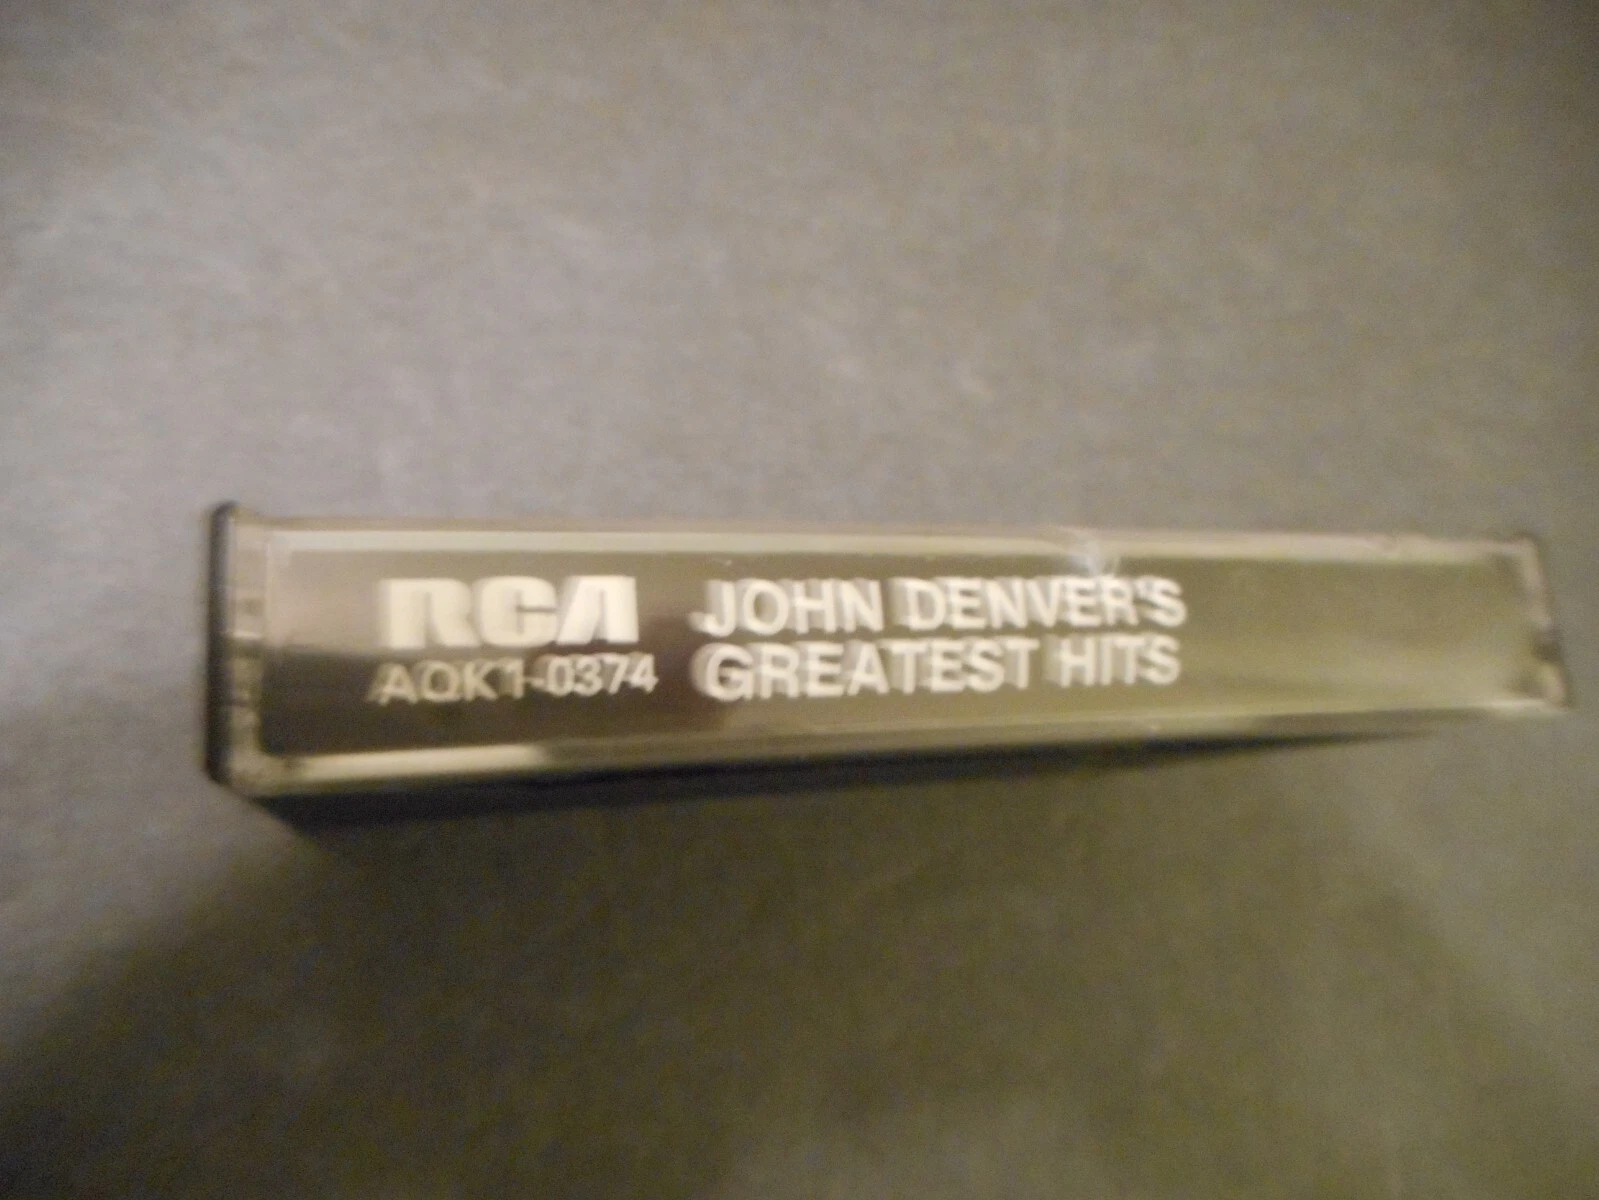 RCA
AQK1-0374
JOHN DENVER'S
GREATEST HITS